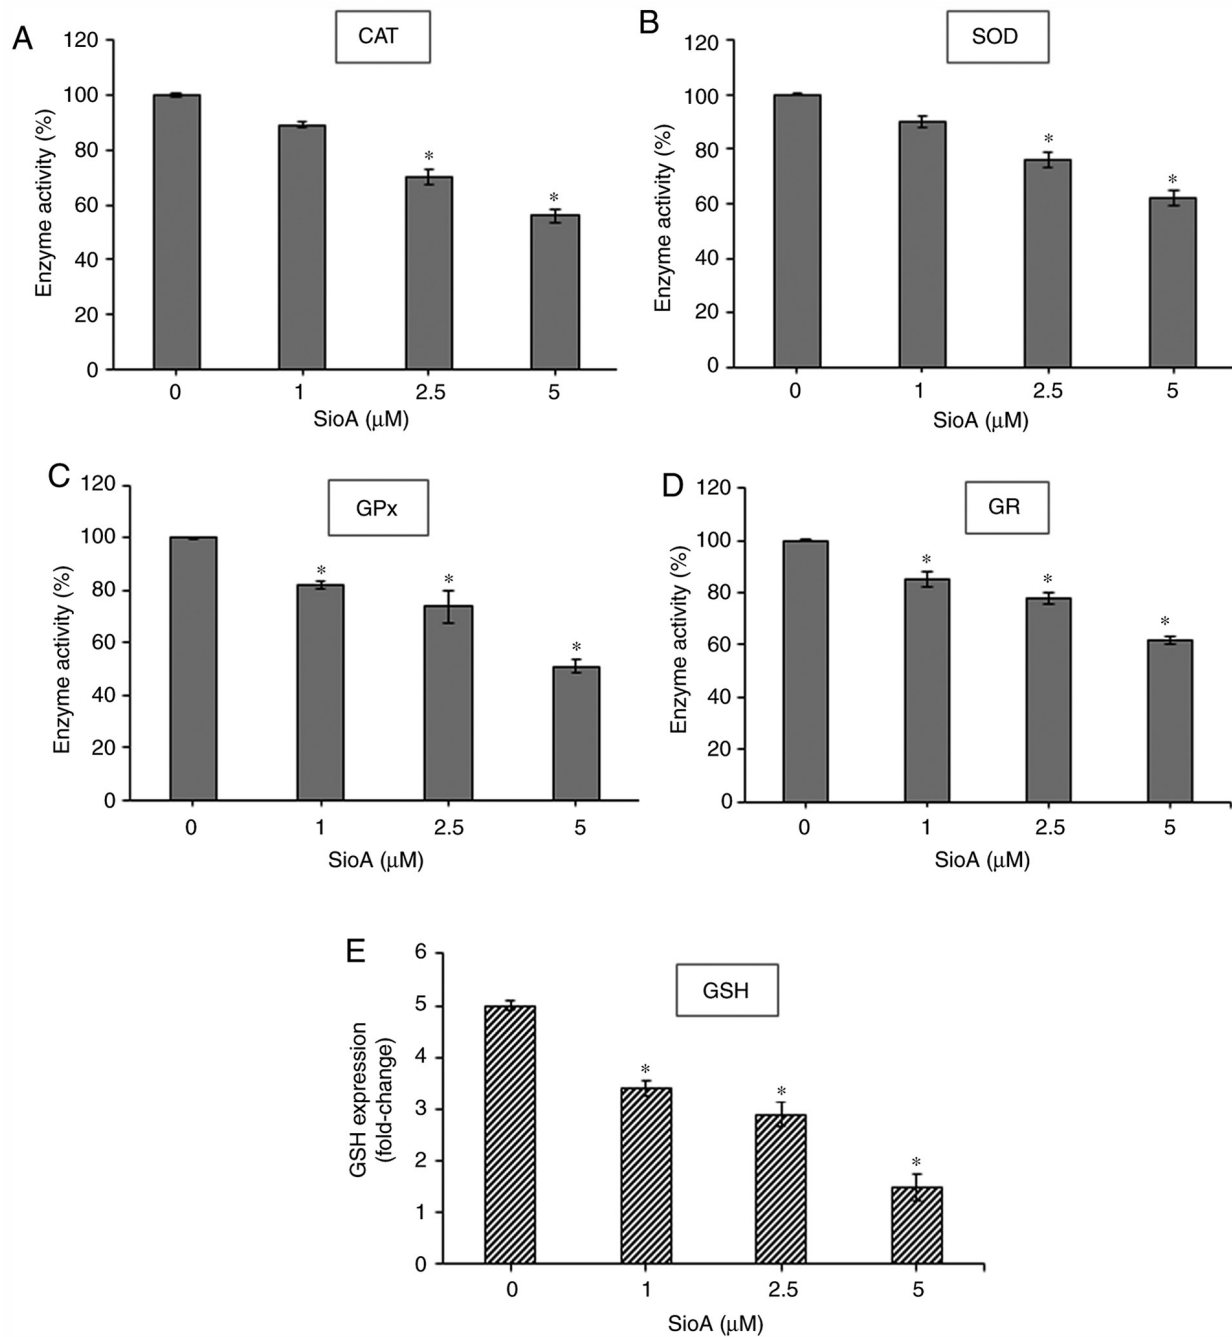 A
CAT
Enzyme activity (%)
120
100
80
60
40
20
0
*
*
0 1 2.5 5
SioA (μM)
B
SOD
Enzyme activity (%)
120
100
80
60
40
20
0
*
*
0 1 2.5 5
SioA (μM)
C
GPx
Enzyme activity (%)
120
100
80
60
40
20
0
*
*
*
0 1 2.5 5
SioA (μM)
D
GR
Enzyme activity (%)
120
100
80
60
40
20
0
*
*
*
0 1 2.5 5
SioA (μM)
E
GSH
GSH expression
(fold-change)
6
5
4
3
2
1
0
*
*
*
0 1 2.5 5
SioA (μM)